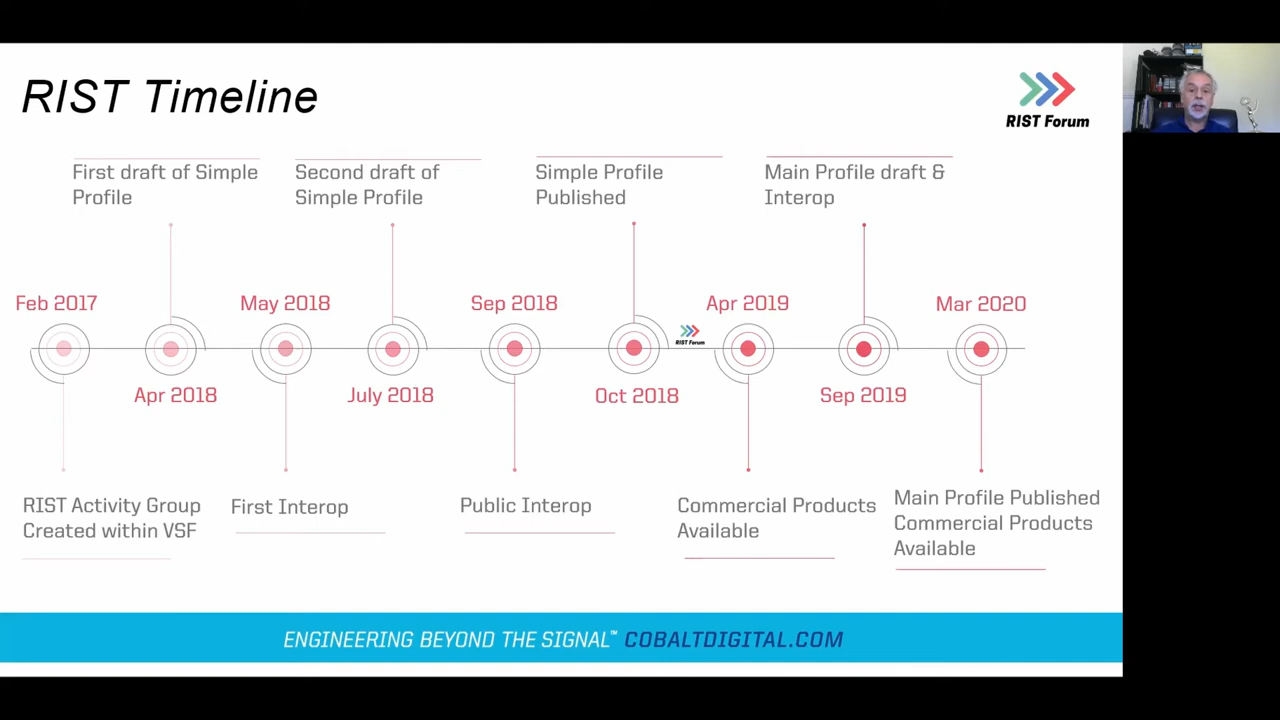 RIST Timeline
RIST Forum
First draft of Simple
Profile
Second draft of
Simple Profile
Simple Profile
Published
Main Profile draft &
Interop
Feb 2017
May 2018
Sep 2018
Apr 2019
Mar 2020
RIST Forum
Apr 2018
July 2018
Oct 2018
Sep 2019
RIST Activity Group
Created within VSF
First Interop
Public Interop
Commercial Products
Available
Main Profile Published
Commercial Products
Available
ENGINEERING BEYOND THE SIGNAL™ COBALTDIGITAL.COM